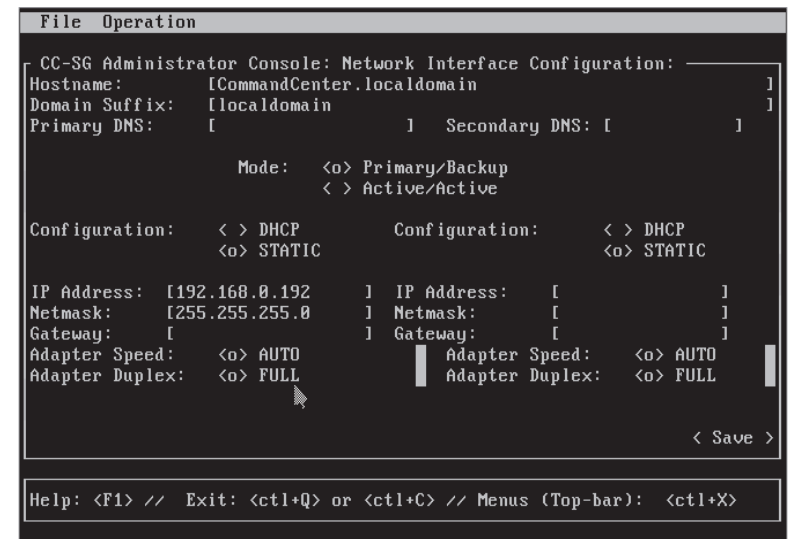 File  Operation
CC-SG Administrator Console: Network Interface Configuration:
Hostname:          [CommandCenter.localdomain                              ]
Domain Suffix:     [localdomain                                            ]
Primary DNS:       [                    ]   Secondary DNS: [             ]
Mode:   <o> Primary/Backup
< > Active/Active
Configuration:     < > DHCP          Configuration:       < > DHCP
<o> STATIC                             <o> STATIC
IP Address:  [192.168.0.192      ]  IP Address:    [                 ]
Netmask:     [255.255.255.0      ]  Netmask:       [                 ]
Gateway:     [                   ]  Gateway:       [                 ]
Adapter Speed:     <o> AUTO               Adapter Speed:    <o> AUTO
Adapter Duplex:    <o> FULL               Adapter Duplex:   <o> FULL
< Save >
Help: <F1> //  Exit: <ctl+Q> or <ctl+C> // Menus (Top-bar):  <ctl+X>